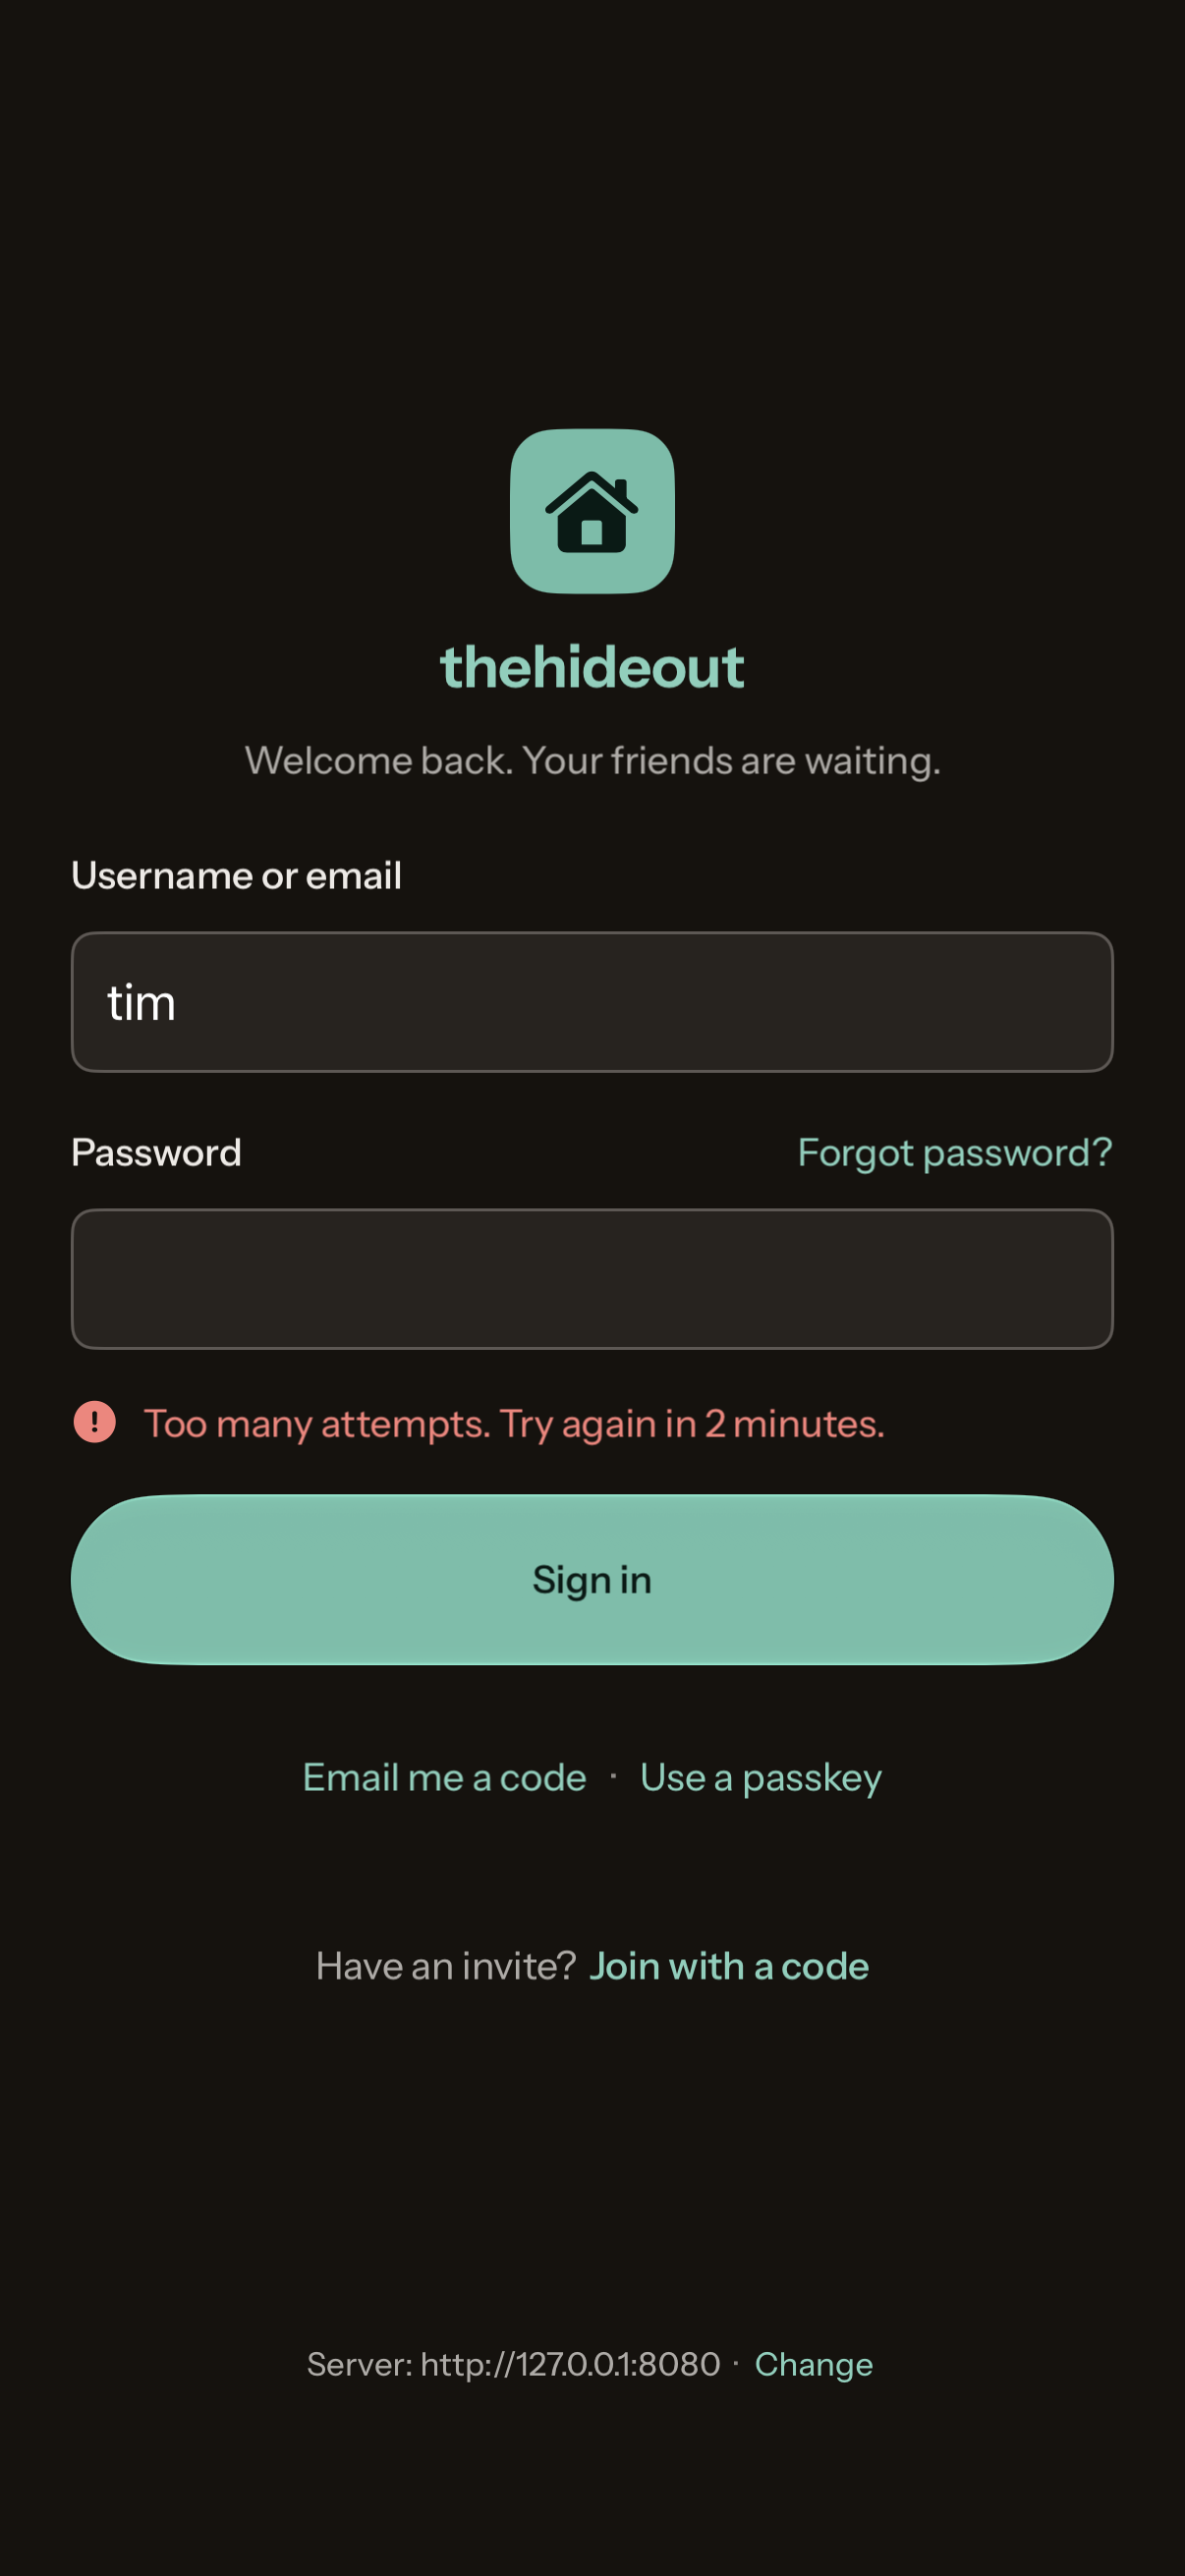 thehideout
Welcome back. Your friends are waiting.
Username or email
tim
Password Forgot password?
Too many attempts. Try again in 2 minutes.
Sign in
Email me a code · Use a passkey
Have an invite? Join with a code
Server: http://127.0.0.1:8080 · Change